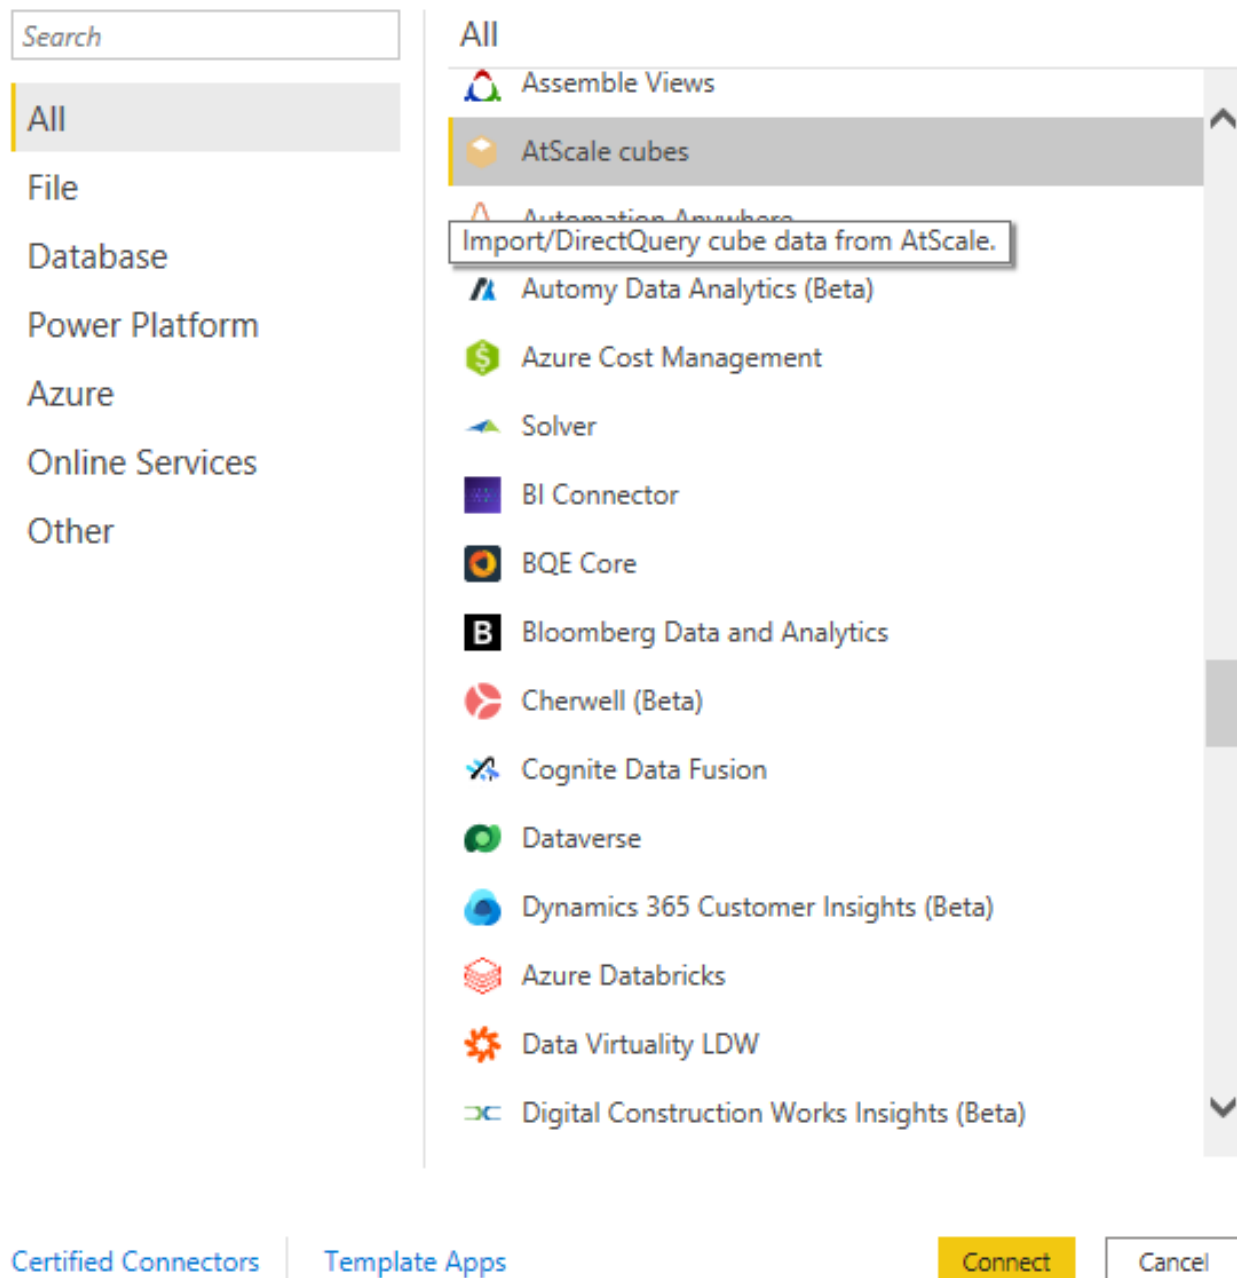 Search
All
File
Database
Power Platform
Azure
Online Services
Other
All
Assemble Views
AtScale cubes
Automation Anywhere
Import/DirectQuery cube data from AtScale.
Automy Data Analytics (Beta)
Azure Cost Management
Solver
BI Connector
BQE Core
B Bloomberg Data and Analytics
Cherwell (Beta)
Cognite Data Fusion
Dataverse
Dynamics 365 Customer Insights (Beta)
Azure Databricks
Data Virtuality LDW
Digital Construction Works Insights (Beta)
Certified Connectors
Template Apps
Connect
Cancel